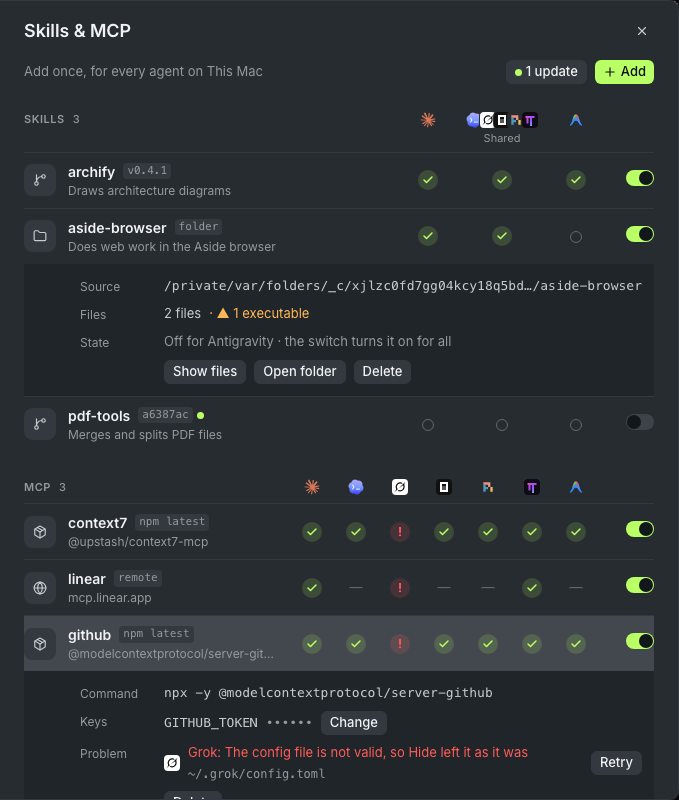 Skills & MCP
Add once, for every agent on This Mac
1 update
+ Add
SKILLS 3
Shared
archify v0.4.1
Draws architecture diagrams
aside-browser folder
Does web work in the Aside browser
Source /private/var/folders/_c/xjlzc0fd7gg04kcy18q5bd…/aside-browser
Files 2 files · 1 executable
State Off for Antigravity · the switch turns it on for all
Show files Open folder Delete
pdf-tools a6387ac
Merges and splits PDF files
MCP 3
context7 npm latest
@upstash/context7-mcp
linear remote
mcp.linear.app
github npm latest
@modelcontextprotocol/server-git…
Command npx -y @modelcontextprotocol/server-github
Keys GITHUB_TOKEN •••••• Change
Problem Grok: The config file is not valid, so Hide left it as it was
~/.grok/config.toml
Retry